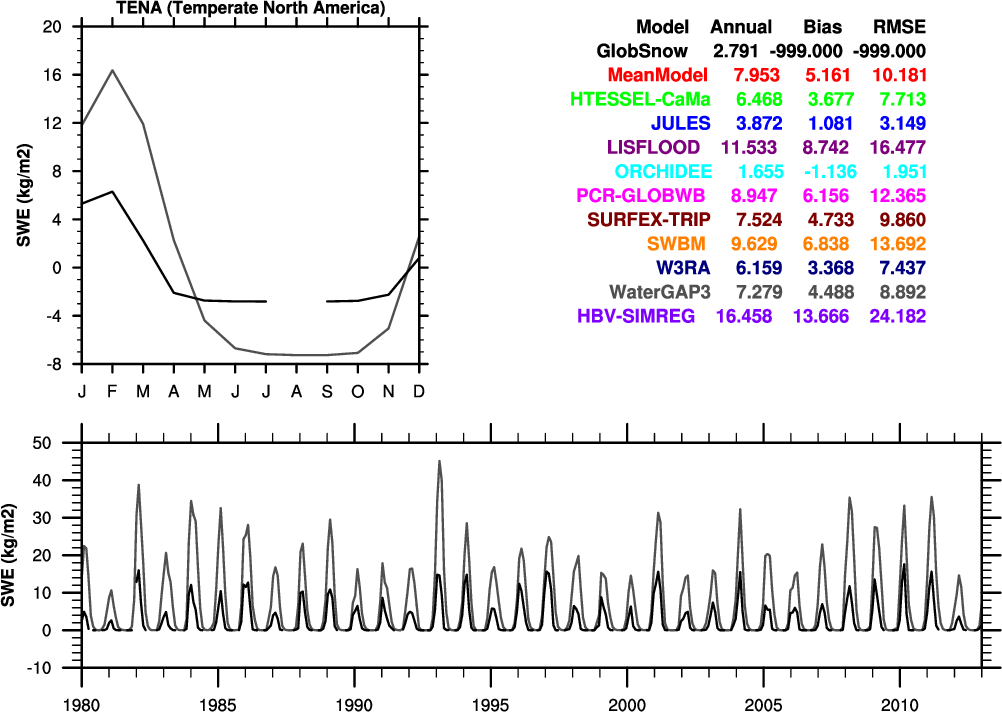 TENA (Temperate North America)
20
16
12
8
4
0
-4
-8
SWE (kg/m2)
J F M A M J J A S O N D
Model Annual Bias RMSE
GlobSnow 2.791 -999.000 -999.000
MeanModel 7.953 5.161 10.181
HTESSEL-CaMa 6.468 3.677 7.713
JULES 3.872 1.081 3.149
LISFLOOD 11.533 8.742 16.477
ORCHIDEE 1.655 -1.136 1.951
PCR-GLOBWB 8.947 6.156 12.365
SURFEX-TRIP 7.524 4.733 9.860
SWBM 9.629 6.838 13.692
W3RA 6.159 3.368 7.437
WaterGAP3 7.279 4.488 8.892
HBV-SIMREG 16.458 13.666 24.182
50
40
30
20
10
0
-10
SWE (kg/m2)
1980 1985 1990 1995 2000 2005 2010